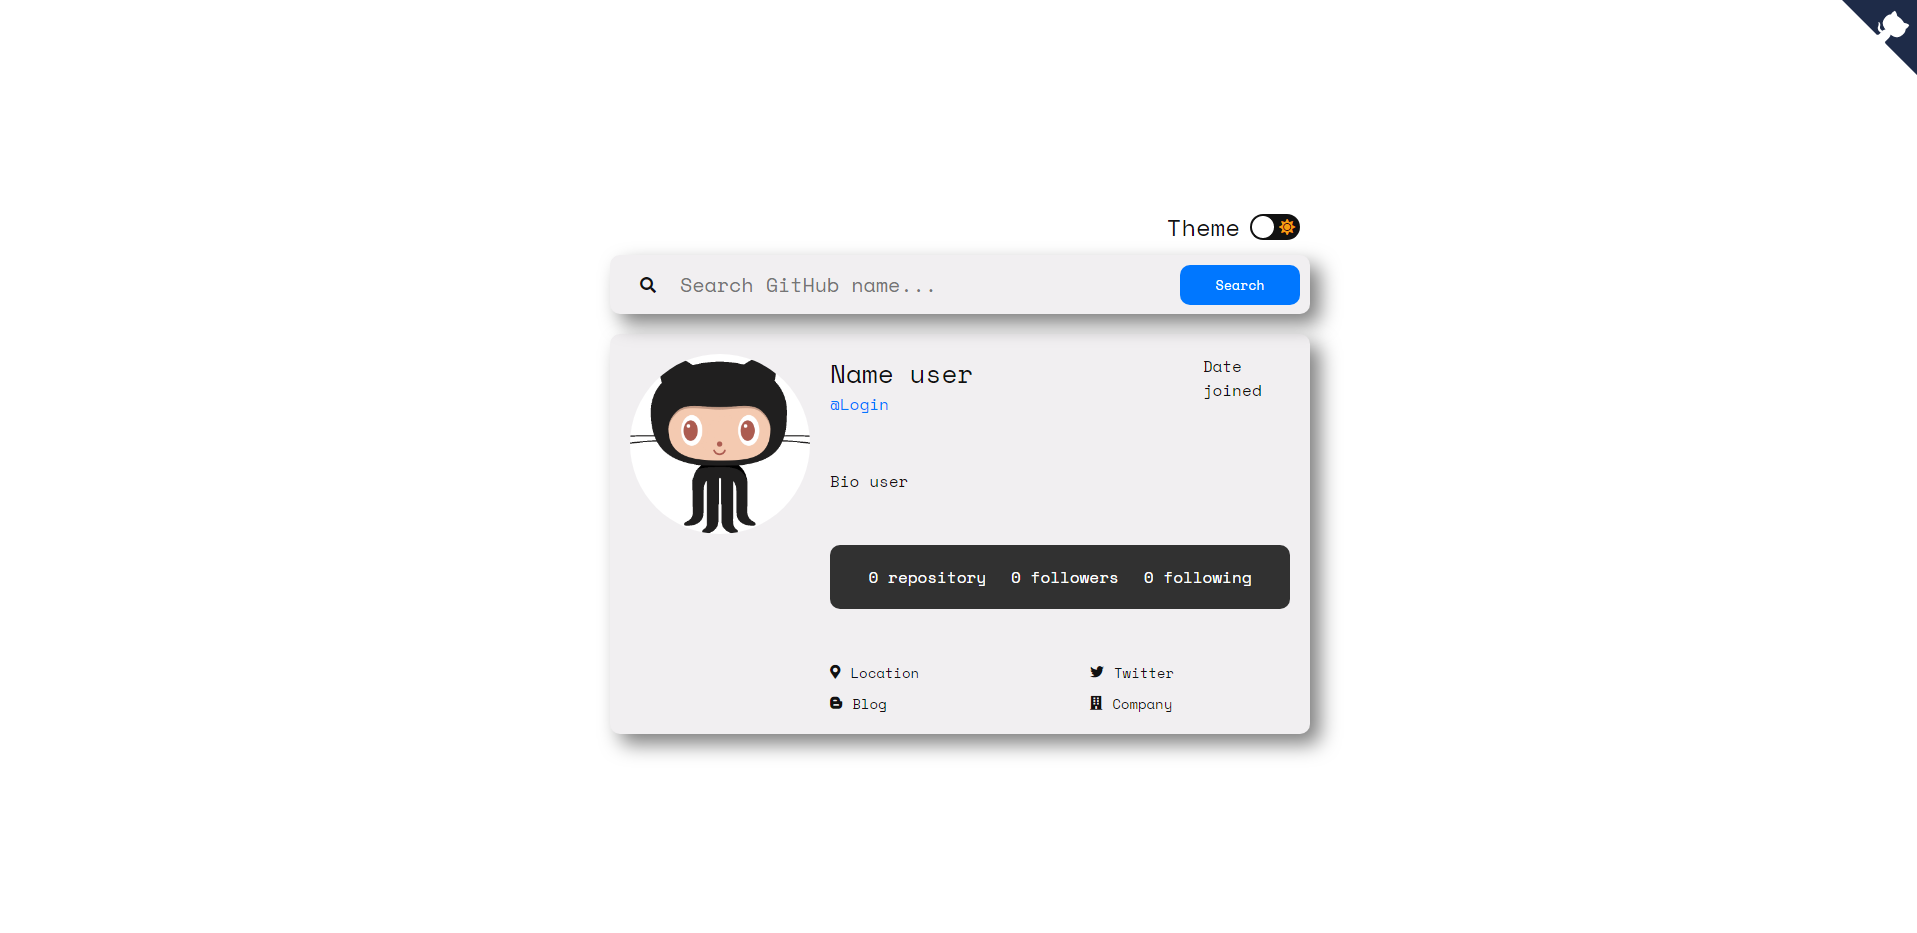 Theme
Search GitHub name...
Search
Name user
Date
joined
@Login
Bio user
0 repository 0 followers 0 following
Location
Twitter
Blog
Company